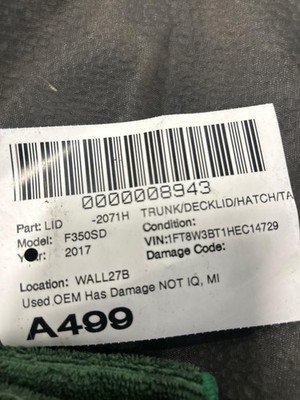 0000008943
Part: LID -2071H TRUNK/DECKLID/HATCH/TA
Model: F350SD Condition:
Year: 2017 VIN:1FT8W3BT1HEC14729
Damage Code:
Location: WALL27B
Used OEM Has Damage NOT IQ, MI
A499